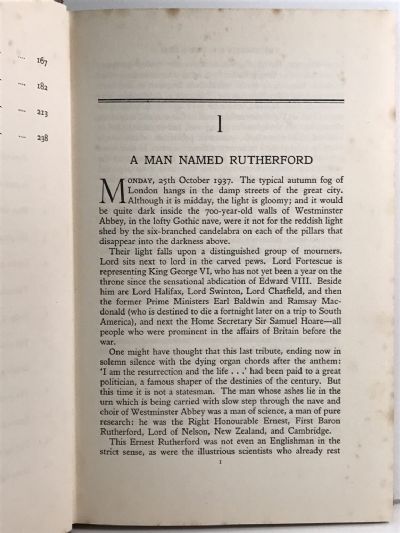 167
182
213
238
1
A MAN NAMED RUTHERFORD
MONDAY, 25th October 1937. The typical autumn fog of
London hangs in the damp streets of the great city.
Although it is midday, the light is gloomy; and it would
be quite dark inside the 700-year-old walls of Westminster
Abbey, in the lofty Gothic nave, were it not for the reddish light
shed by the six-branched candelabra on each of the pillars that
disappear into the darkness above.
Their light falls upon a distinguished group of mourners.
Lord sits next to lord in the carved pews. Lord Fortescue is
representing King George VI, who has not yet been a year on the
throne since the sensational abdication of Edward VIII. Beside
him are Lord Halifax, Lord Swinton, Lord Chatfield, and then
the former Prime Ministers Earl Baldwin and Ramsay Mac-
donald (who is destined to die a fortnight later on a trip to South
America), and next the Home Secretary Sir Samuel Hoare—all
people who were prominent in the affairs of Britain before the
war.
One might have thought that this last tribute, ending now in
solemn silence with the dying organ chords after the anthem:
'I am the resurrection and the life . . .' had been paid to a great
politician, a famous shaper of the destinies of the century. But
this time it is not a statesman. The man whose ashes lie in the
urn which is being carried with slow step through the nave and
choir of Westminster Abbey was a man of science, a man of pure
research: he was the Right Honourable Ernest, First Baron
Rutherford, Lord of Nelson, New Zealand, and Cambridge.
This Ernest Rutherford was not even an Englishman in the
strict sense, as were the illustrious scientists who already rest
1